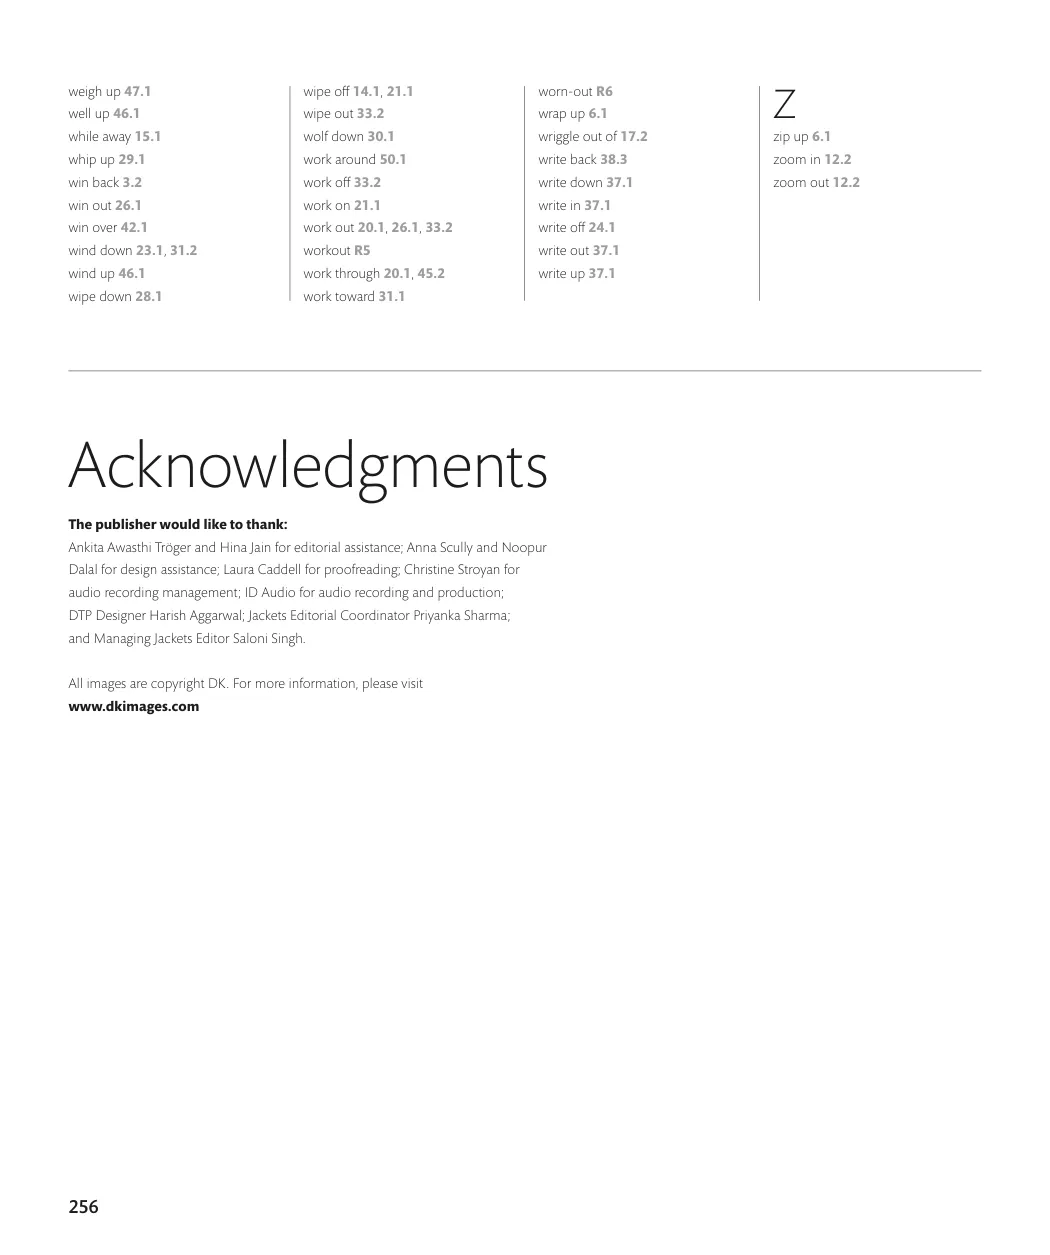 weigh up 47.1
well up 46.1
while away 15.1
whip up 29.1
win back 3.2
win out 26.1
win over 42.1
wind down 23.1, 31.2
wind up 46.1
wipe down 28.1
wipe off 14.1, 21.1
wipe out 33.2
wolf down 30.1
work around 50.1
work off 33.2
work on 21.1
work out 20.1, 26.1, 33.2
workout R5
work through 20.1, 45.2
work toward 31.1
worn-out R6
wrap up 6.1
wriggle out of 17.2
write back 38.3
write down 37.1
write in 37.1
write off 24.1
write out 37.1
write up 37.1
Z
zip up 6.1
zoom in 12.2
zoom out 12.2
Acknowledgments
The publisher would like to thank:
Ankita Awasthi Tröger and Hina Jain for editorial assistance; Anna Scully and Noopur
Dalal for design assistance; Laura Caddell for proofreading; Christine Stroyan for
audio recording management; ID Audio for audio recording and production;
DTP Designer Harish Aggarwal; Jackets Editorial Coordinator Priyanka Sharma;
and Managing Jackets Editor Saloni Singh.
All images are copyright DK. For more information, please visit
www.dkimages.com
256